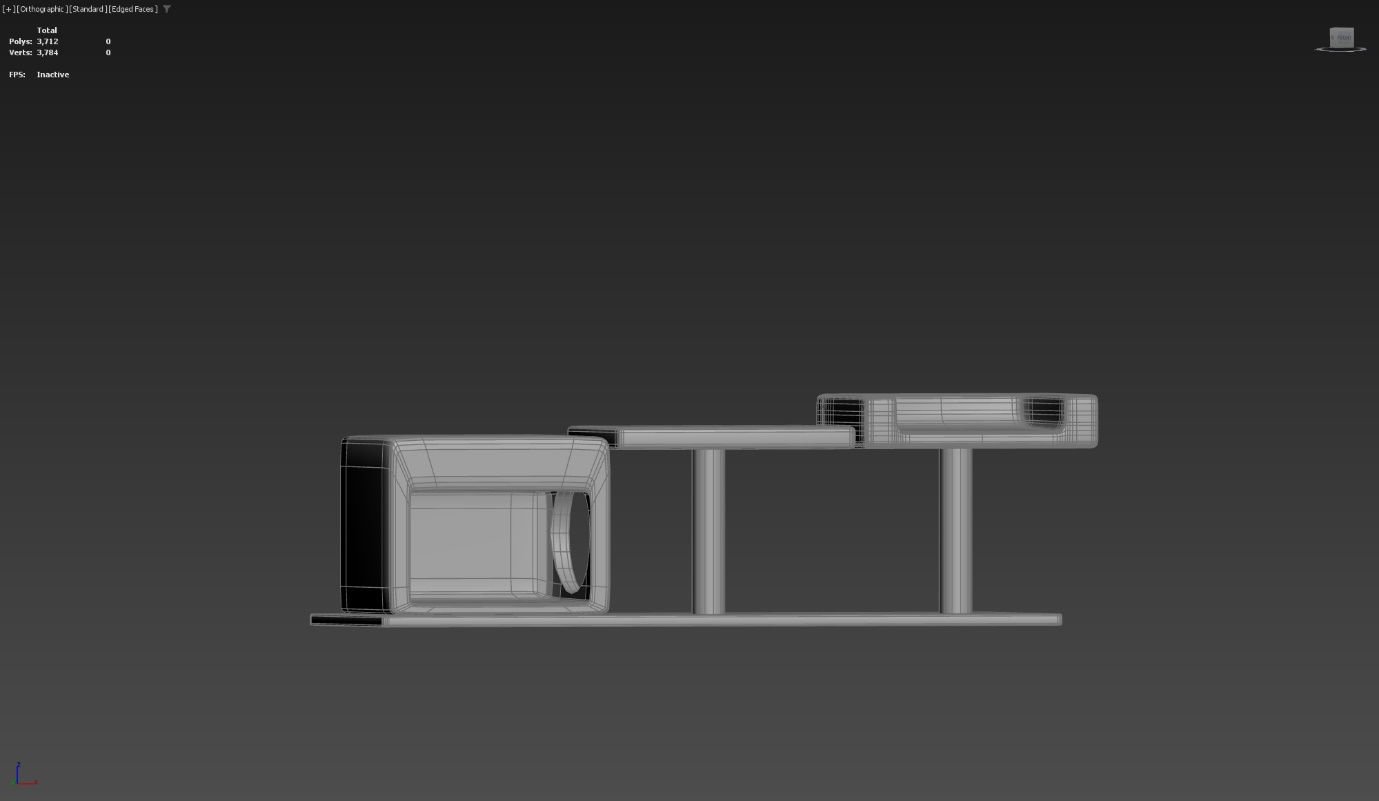 [+] [Orthographic] [Standard] [Edged Faces]
Total
Polys: 3,712 0
Verts: 3,784 0
FPS: Inactive
z
x